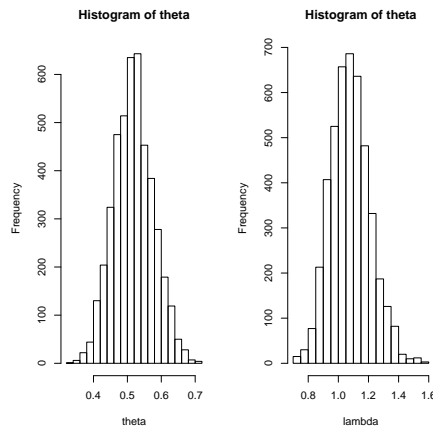 Histogram of theta
Frequency
0 100 200 300 400 500 600
0.4 0.5 0.6 0.7
theta
Histogram of theta
Frequency
0 100 200 300 400 500 600 700
0.8 1.0 1.2 1.4 1.6
lambda